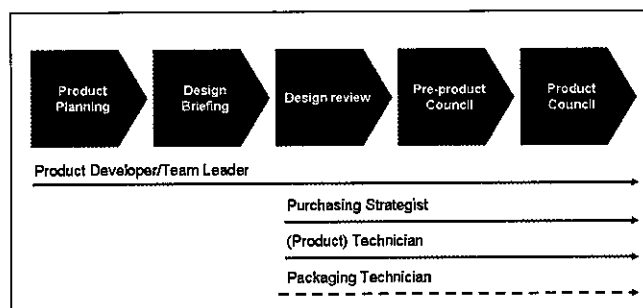 Product
Planning
Design
Briefing
Design review
Pre-product
Council
Product
Council
Product Developer/Team Leader
Purchasing Strategist
(Product) Technician
Packaging Technician